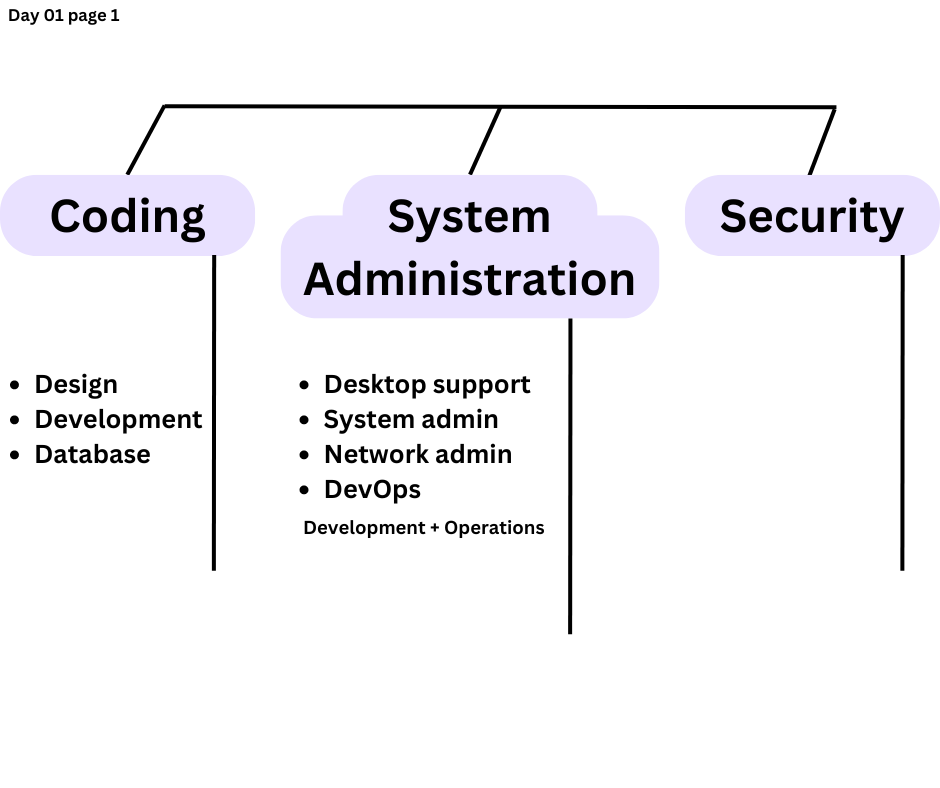 Day 01 page 1
Coding
System
Administration
Security
• Design
• Development
• Database
• Desktop support
• System admin
• Network admin
• DevOps
Development + Operations